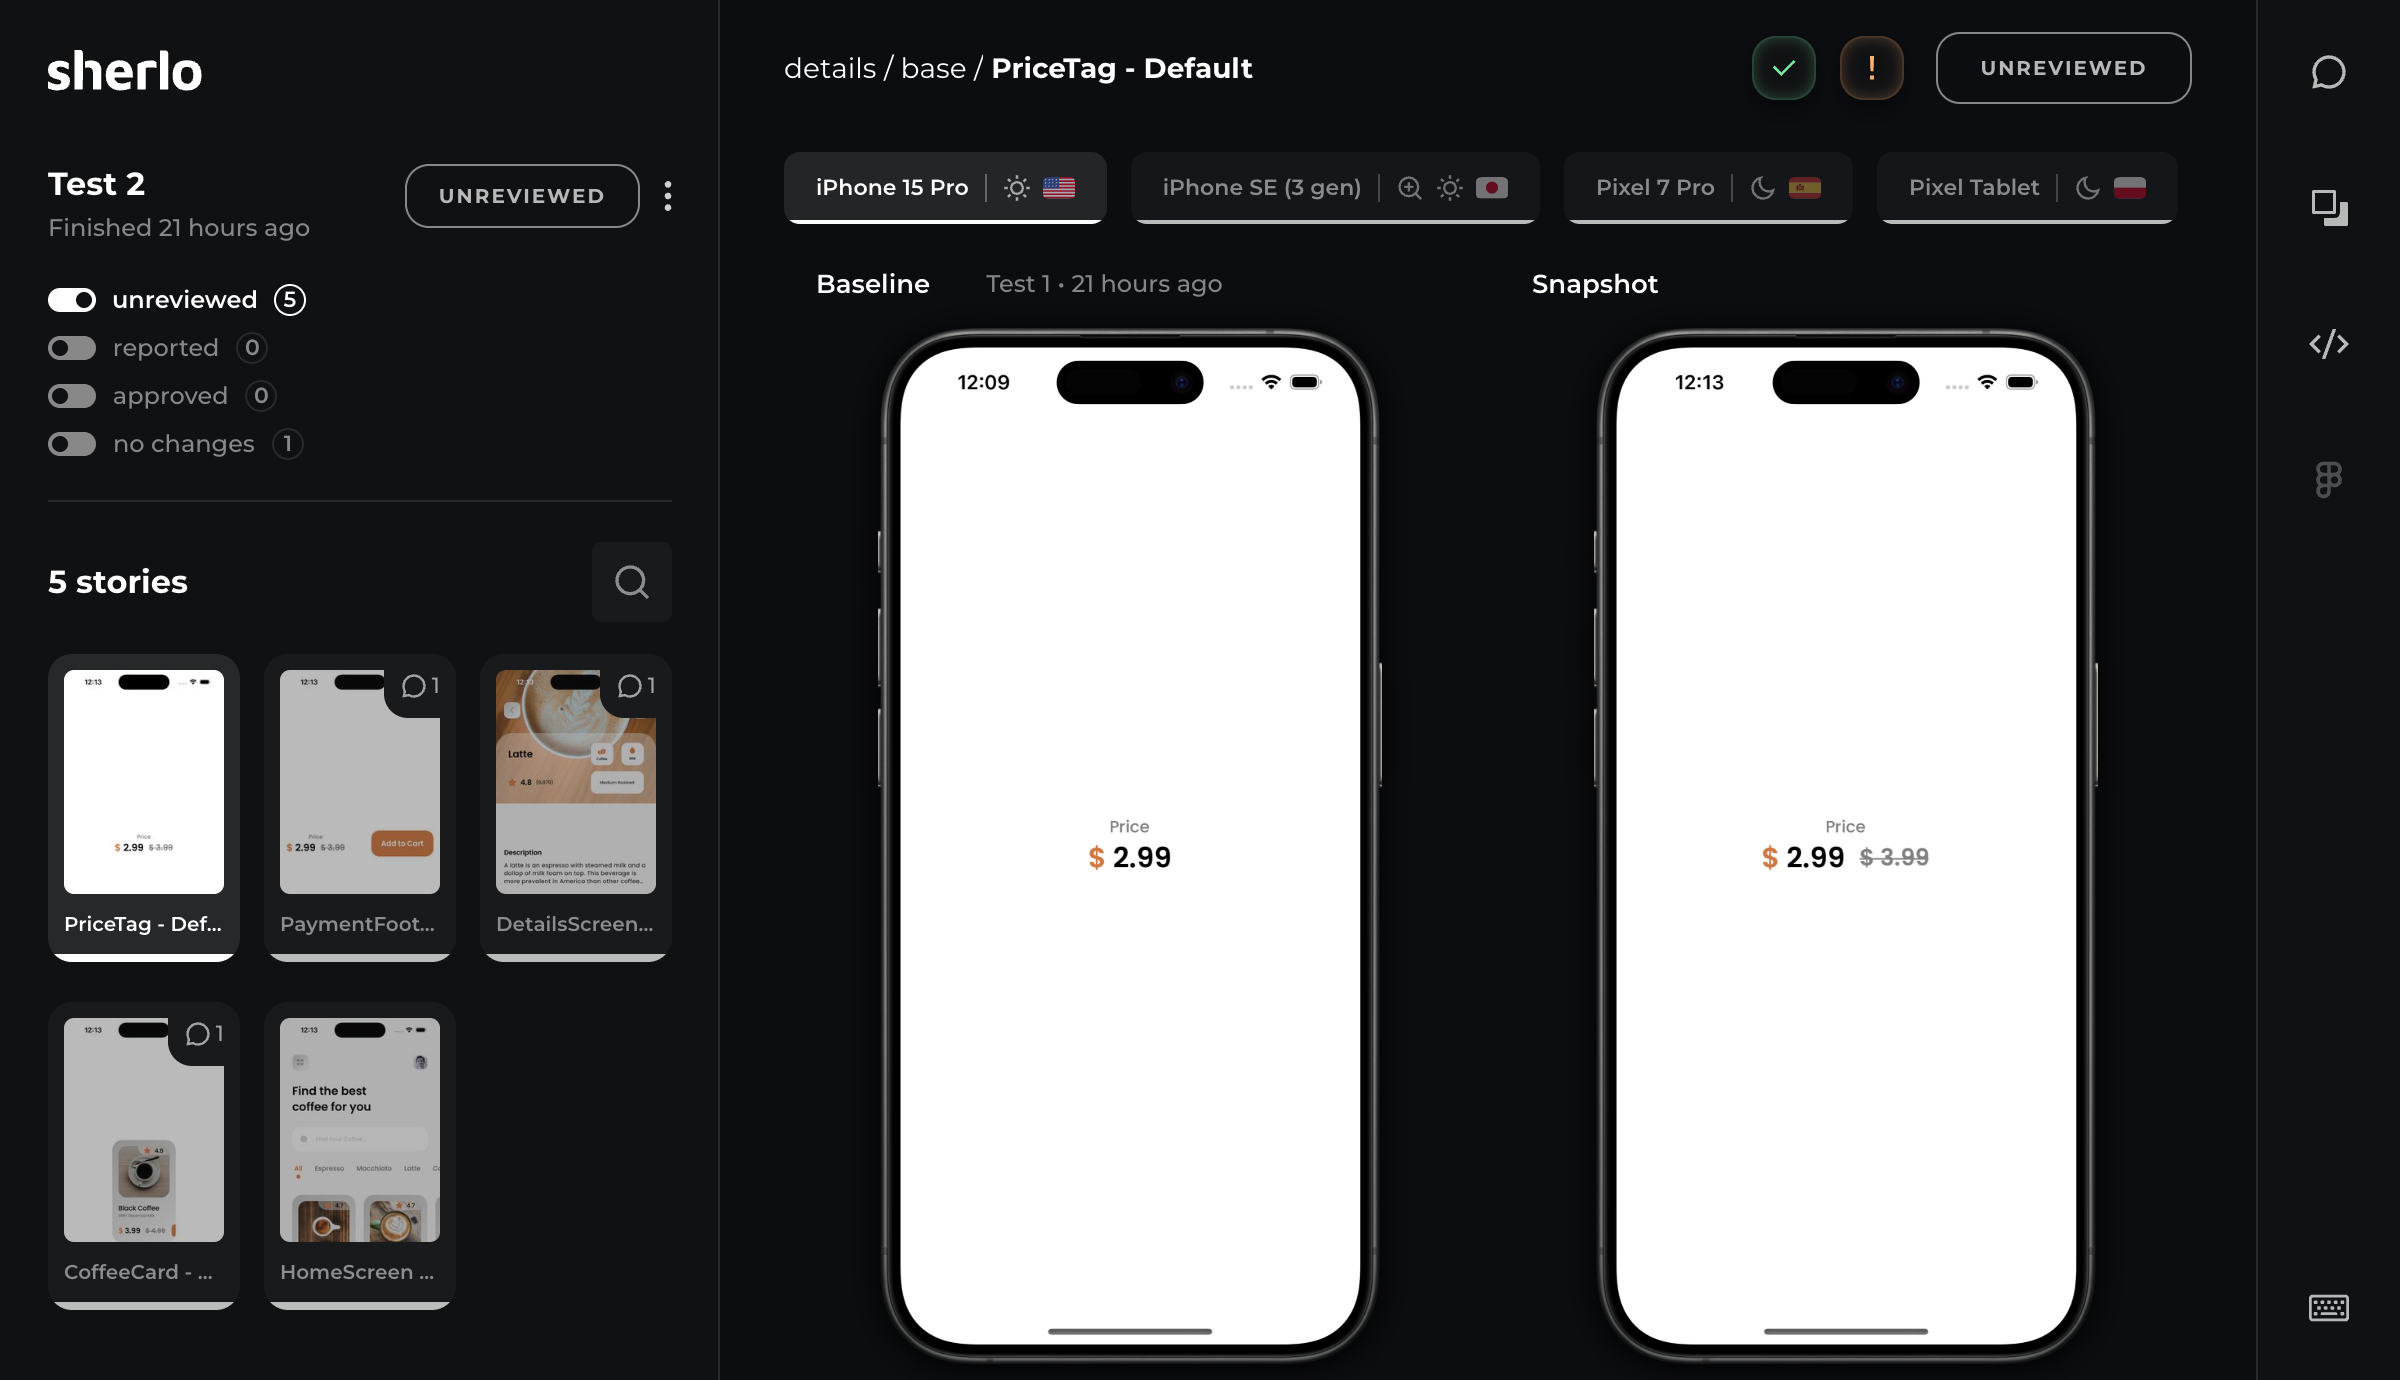 sherlo
Test 2
UNREVIEWED
Finished 21 hours ago
unreviewed 5
reported 0
approved 0
no changes 1
5 stories
12:13
Price
$ 2.99 $ 3.99
PriceTag - Def...
12:13
1
Price
$ 2.99 $ 3.99
Add to Cart
PaymentFoot...
1
Latte
Coffee
Milk
4.8
Medium Roasted
Description
A latte is an espresso with steamed milk and a
dollop of milk foam on top. This beverage is
more prevalent in America than other coffee...
DetailsScreen...
12:13
1
4.5
Black Coffee
$ 3.99 $ 4.99
CoffeeCard - ...
12:13
Find the best
coffee for you
Find Your Coffee...
All Espresso Macchiato Latte
4.7
HomeScreen ...
details / base / PriceTag - Default
!
UNREVIEWED
iPhone 15 Pro
iPhone SE (3 gen)
Pixel 7 Pro
Pixel Tablet
Baseline
Test 1 • 21 hours ago
12:09
Price
$ 2.99
Snapshot
12:13
Price
$ 2.99 $ 3.99